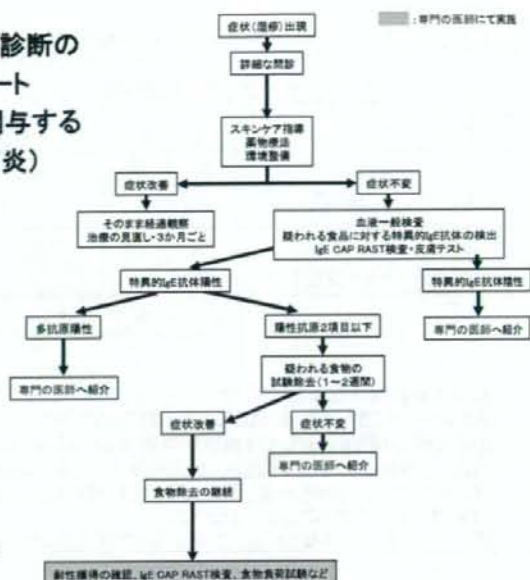 診断の
ート
与する
炎）
：専門の医師にて実施
症状（湿疹）出現
詳細な問診
スキンケア指導
薬物療法
環境整備
症状改善
症状不変
そのまま経過観察
治療の見直し・3か月ごと
血液一般検査
疑われる食品に対する特異的IgE抗体の検出
IgE CAP RAST検査・皮膚テスト
特異的IgE抗体陽性
特異的IgE抗体陰性
多抗原陽性
陽性抗原2項目以下
専門の医師へ紹介
専門の医師へ紹介
疑われる食物の
試験除去（1～2週間）
症状改善
症状不変
専門の医師へ紹介
食物除去の継続
耐性獲得の確認、IgE CAP RAST検査、食物負荷試験など